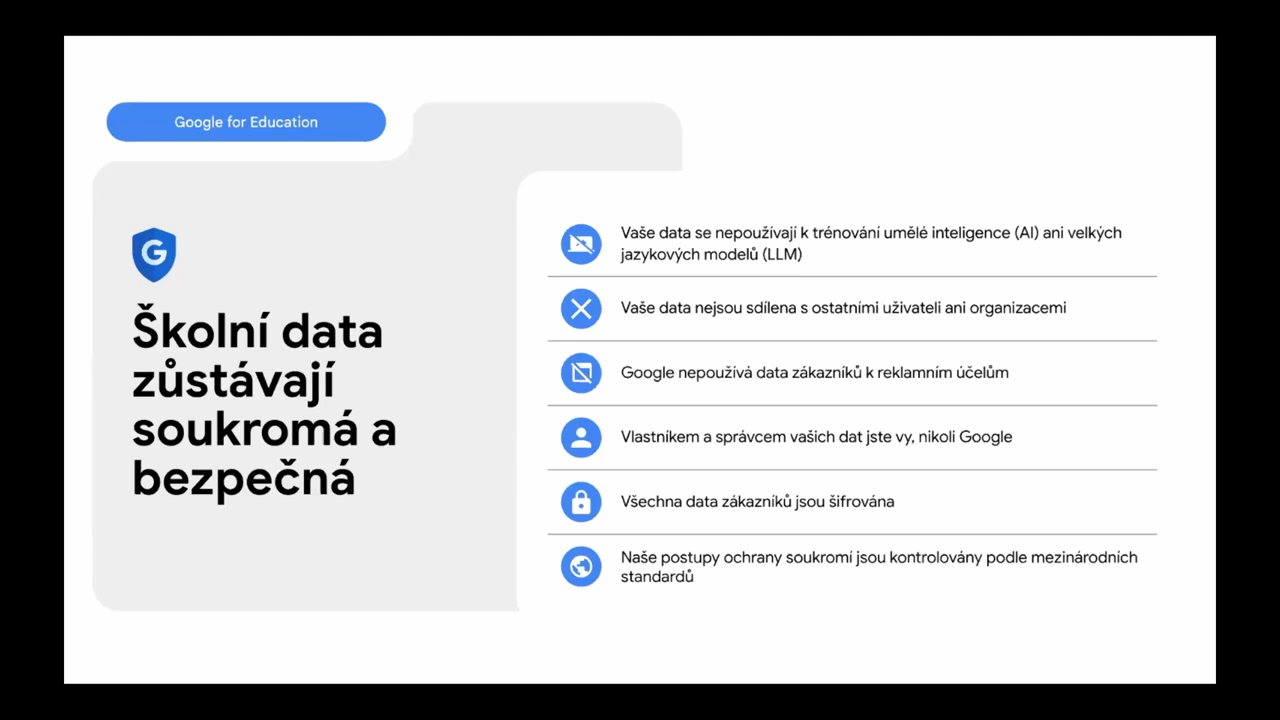 Google for Education
G
Školní data
zůstávají
soukromá a
bezpečná
Vaše data se nepoužívají k trénování umělé inteligence (AI) ani velkých
jazykových modelů (LLM)
Vaše data nejsou sdílena s ostatními uživateli ani organizacemi
Google nepoužívá data zákazníků k reklamním účelům
Vlastníkem a správcem vašich dat jste vy, nikoli Google
Všechna data zákazníků jsou šifrována
Naše postupy ochrany soukromí jsou kontrolovány podle mezinárodních
standardů